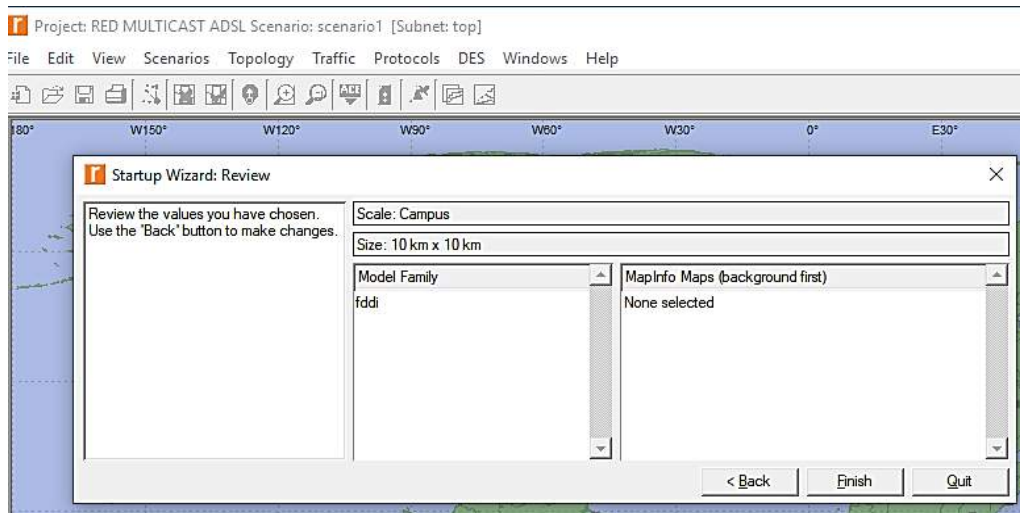 Project: RED MULTICAST ADSL Scenario: scenario1 [Subnet: top]
File Edit View Scenarios Topology Traffic Protocols DES Windows Help
180° W150° W120° W90° W60° W30° 0° E30°
Startup Wizard: Review
Review the values you have chosen.
Use the "Back" button to make changes.
Scale: Campus
Size: 10 km x 10 km
Model Family
fddi
MapInfo Maps (background first)
None selected
< Back Finish Quit